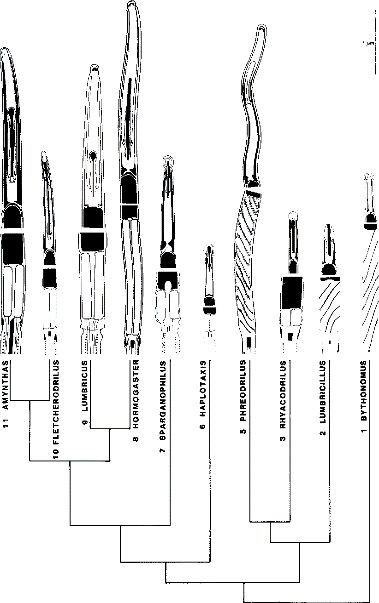 11 AMYNTHAS
10 FLETCHERODRILUS
9 LUMBRICUS
8 HORMOGASTER
7 SPARGANOPHILUS
6 HAPLOTAXIS
5 PHREODRILUS
3 RHYACODRILUS
2 LUMBRICILLUS
1 BYTHONOMUS